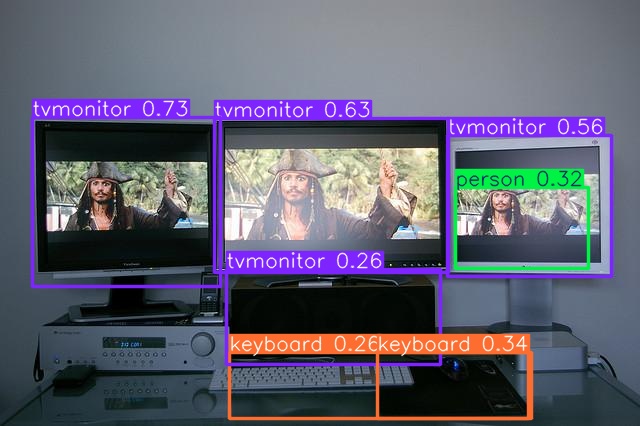 tvmonitor 0.73
tvmonitor 0.63
tvmonitor 0.56
person 0.32
tvmonitor 0.26
keyboard 0.26
keyboard 0.34